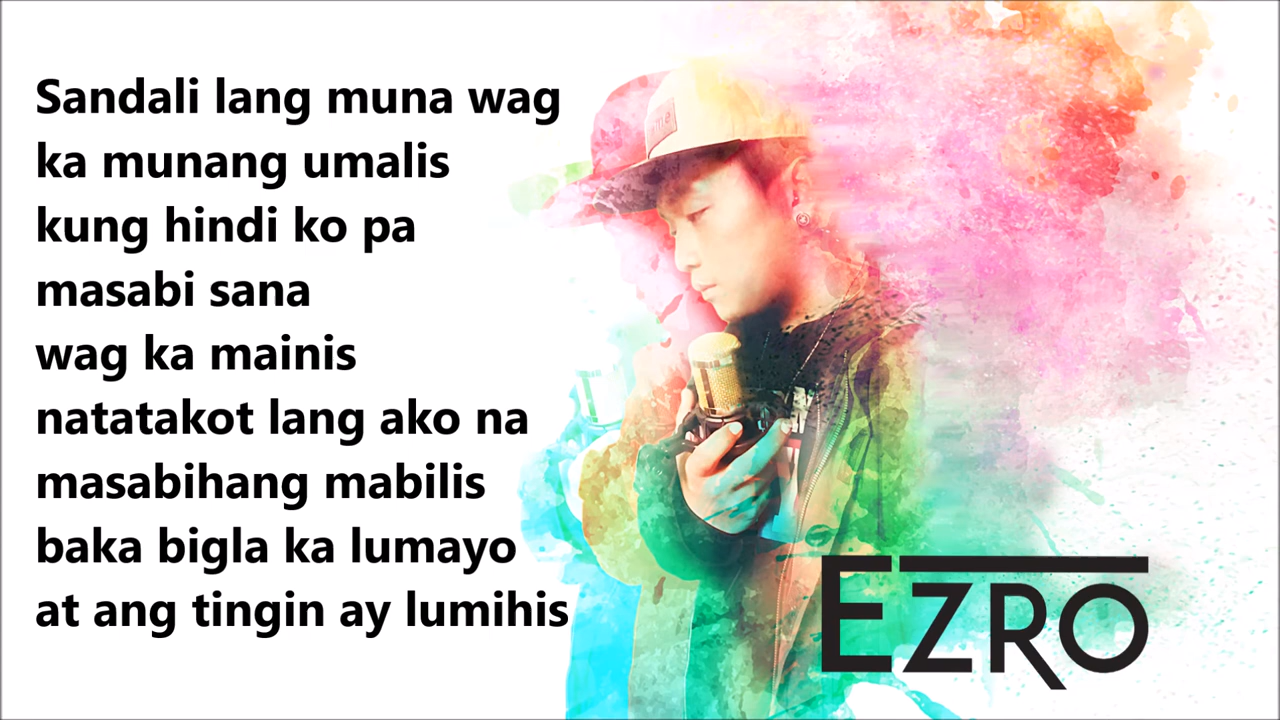 Sandali lang muna wag
ka munang umalis
kung hindi ko pa
masabi sana
wag ka mainis
natatakot lang ako na
masabihang mabilis
baka bigla ka lumayo
at ang tingin ay lumihis
EZRO